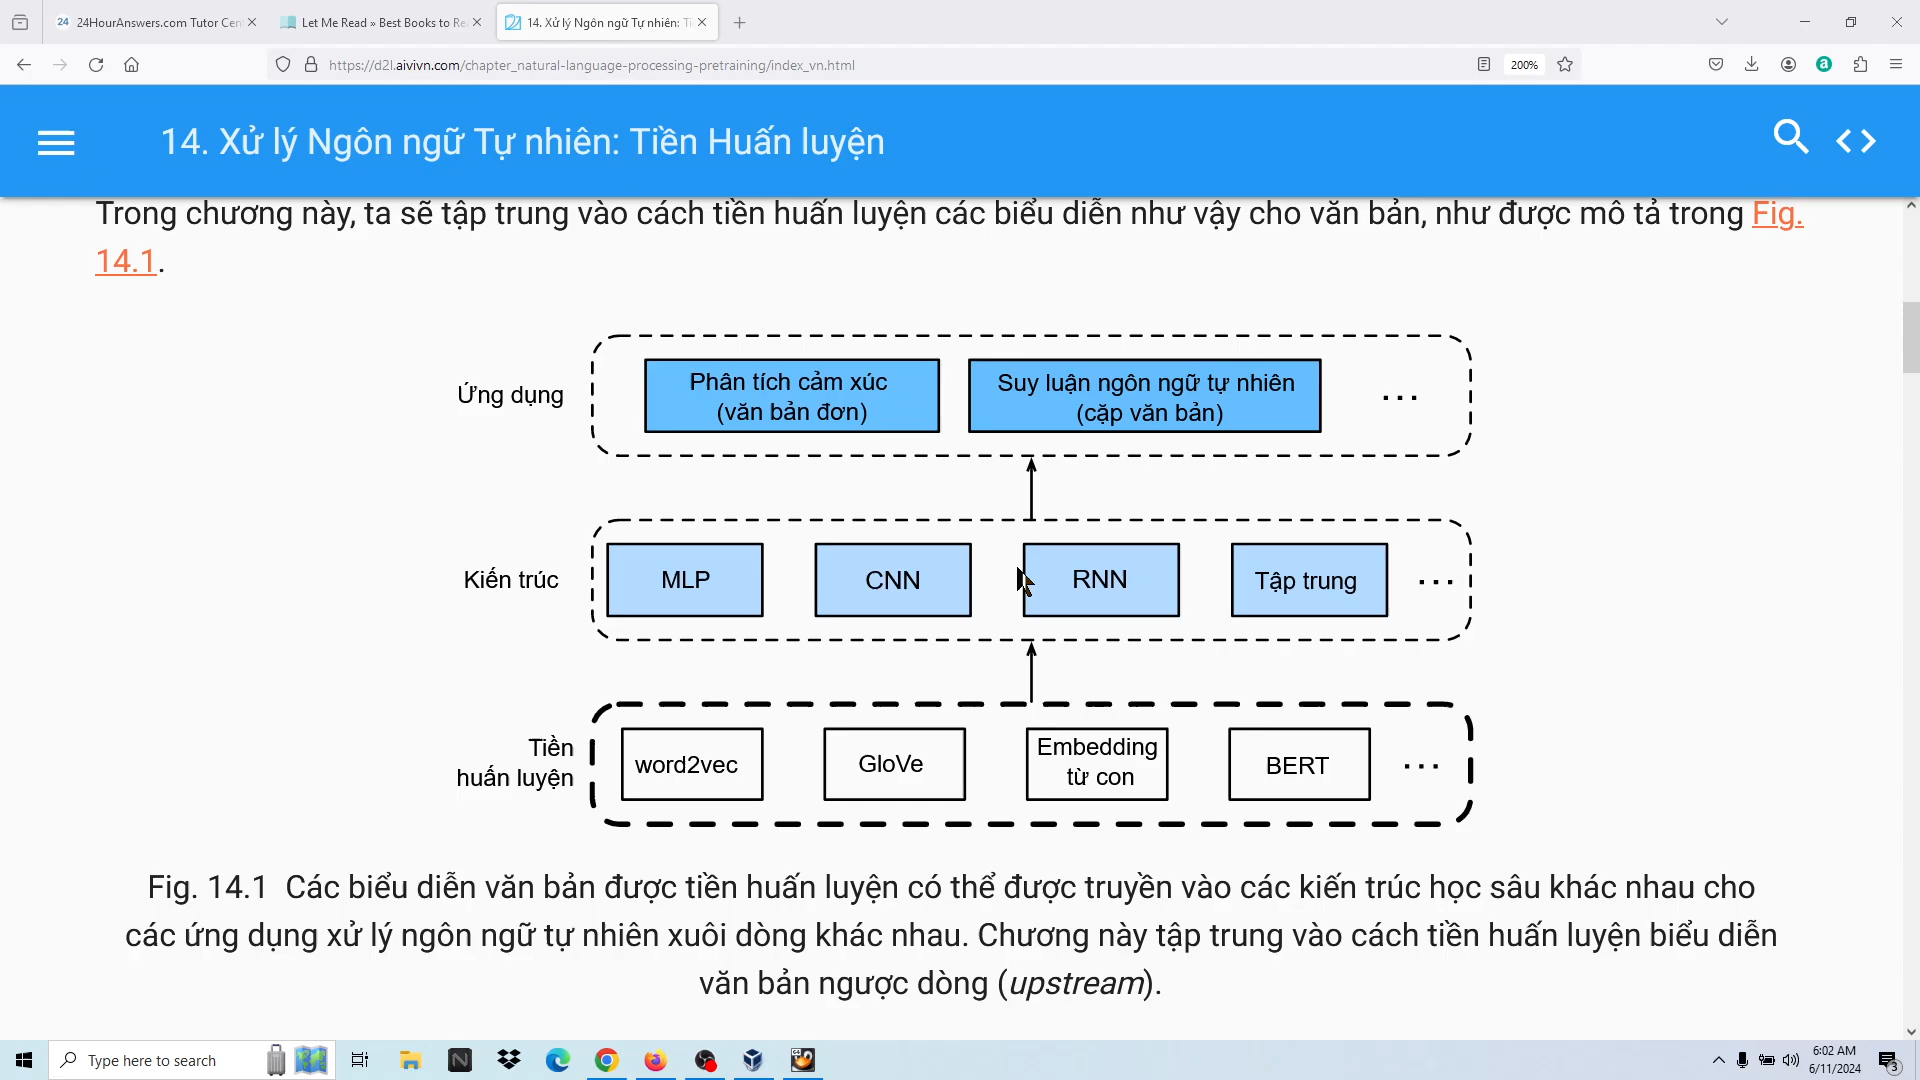 24HourAnswers.com Tutor Cen
Let Me Read » Best Books to Re
14. Xử lý Ngôn ngữ Tự nhiên: Ti
https://d2l.aivivn.com/chapter_natural-language-processing-pretraining/index_vn.html
200%
14. Xử lý Ngôn ngữ Tự nhiên: Tiền Huấn luyện
Trong chương này, ta sẽ tập trung vào cách tiền huấn luyện các biểu diễn như vậy cho văn bản, như được mô tả trong Fig.
14.1.
Ứng dụng
Phân tích cảm xúc
(văn bản đơn)
Suy luận ngôn ngữ tự nhiên
(cặp văn bản)
...
Kiến trúc
MLP
CNN
RNN
Tập trung
...
Tiền
huấn luyện
word2vec
GloVe
Embedding
từ con
BERT
...
Fig. 14.1 Các biểu diễn văn bản được tiền huấn luyện có thể được truyền vào các kiến trúc học sâu khác nhau cho
các ứng dụng xử lý ngôn ngữ tự nhiên xuôi dòng khác nhau. Chương này tập trung vào cách tiền huấn luyện biểu diễn
văn bản ngược dòng (upstream).
Type here to search
6:02 AM
6/11/2024
3